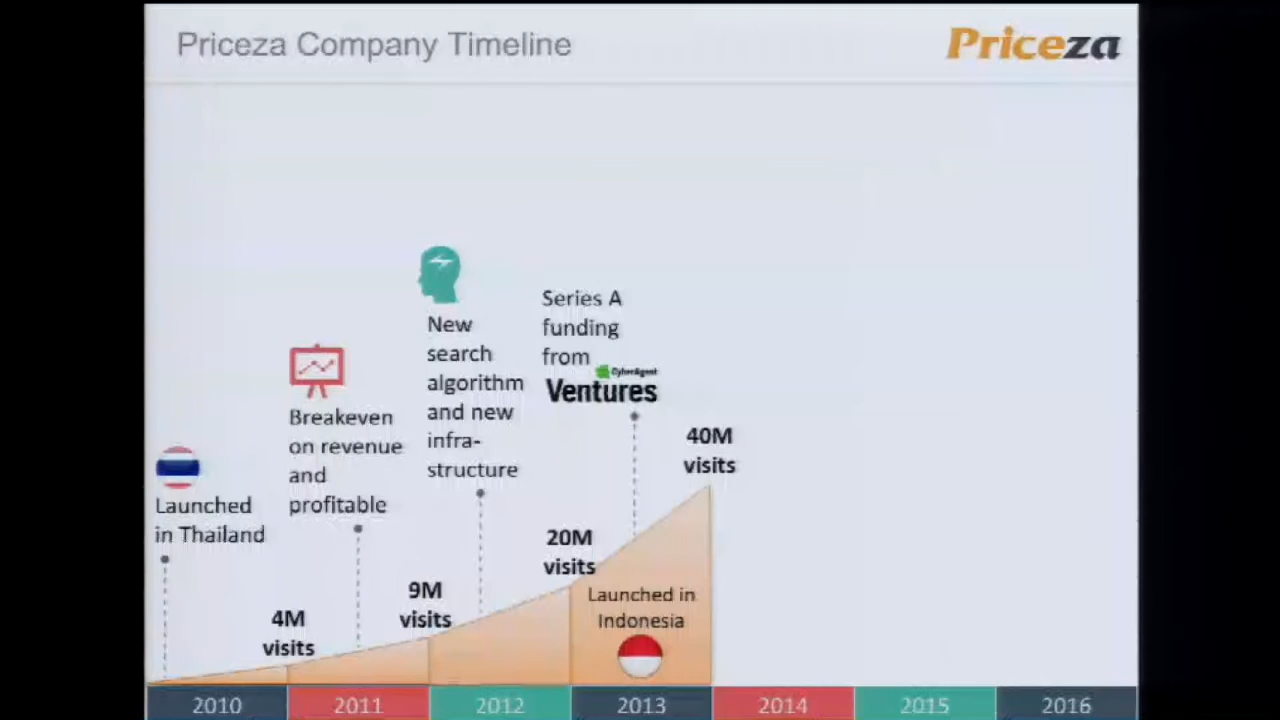 Priceza Company Timeline
Priceza
Launched
in Thailand
4M
visits
Breakeven
on revenue
and
profitable
9M
visits
New
search
algorithm
and new
infra-
structure
20M
visits
Series A
funding
from
CyberAgent
Ventures
Launched in
Indonesia
40M
visits
2010
2011
2012
2013
2014
2015
2016